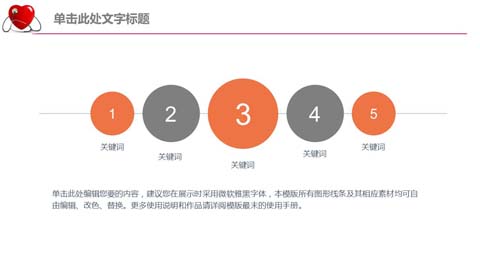 单击此处文字标题
1 2 3 4 5
关键词 关键词 关键词 关键词 关键词
单击此处编辑您要的内容，建议您在展示时采用微软雅黑字体，本模版所有图形线条及其相应素材均可自
由编辑、改色、替换。更多使用说明和作品请详阅模版最末的使用手册。